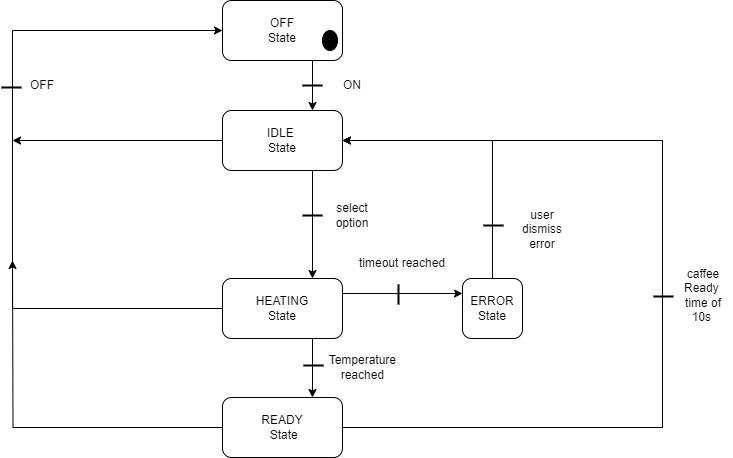 OFF
State
OFF
ON
IDLE
State
select
option
user
dismiss
error
timeout reached
caffee
Ready
time of
10s
HEATING
State
ERROR
State
Temperature
reached
READY
State